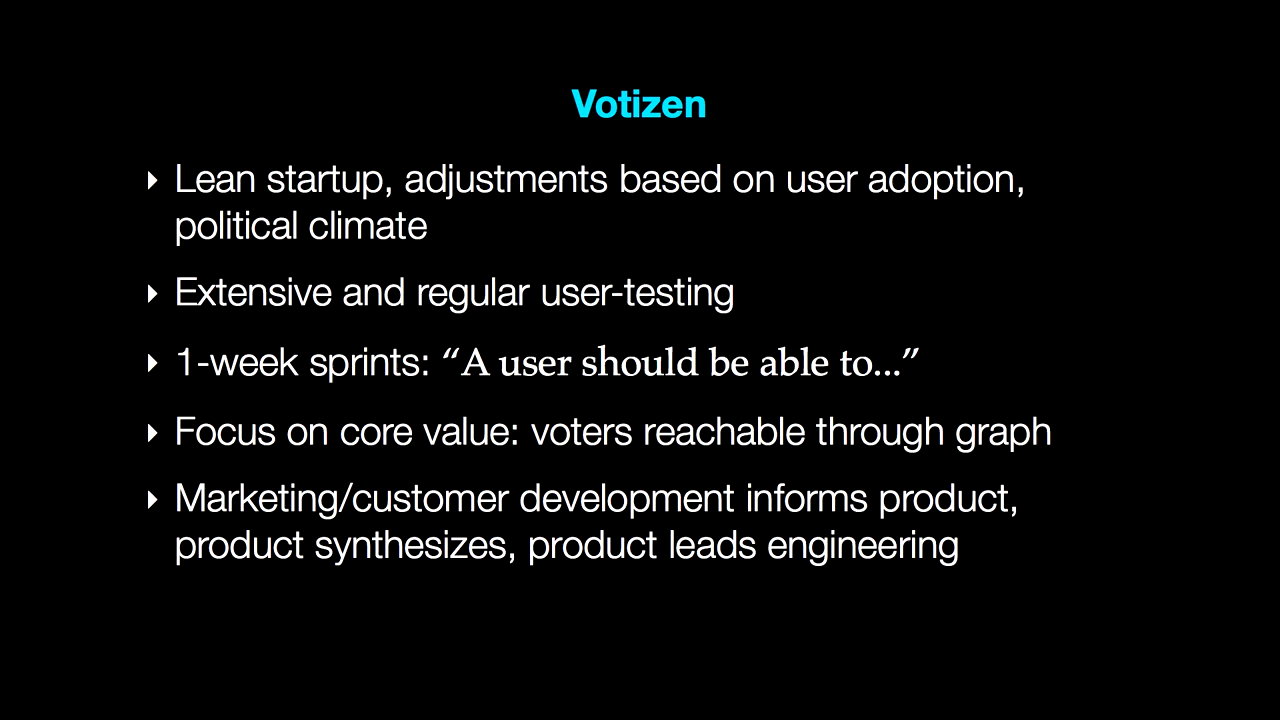 Votizen
‣ Lean startup, adjustments based on user adoption,
political climate
‣ Extensive and regular user-testing
‣ 1-week sprints: “A user should be able to...”
‣ Focus on core value: voters reachable through graph
‣ Marketing/customer development informs product,
product synthesizes, product leads engineering